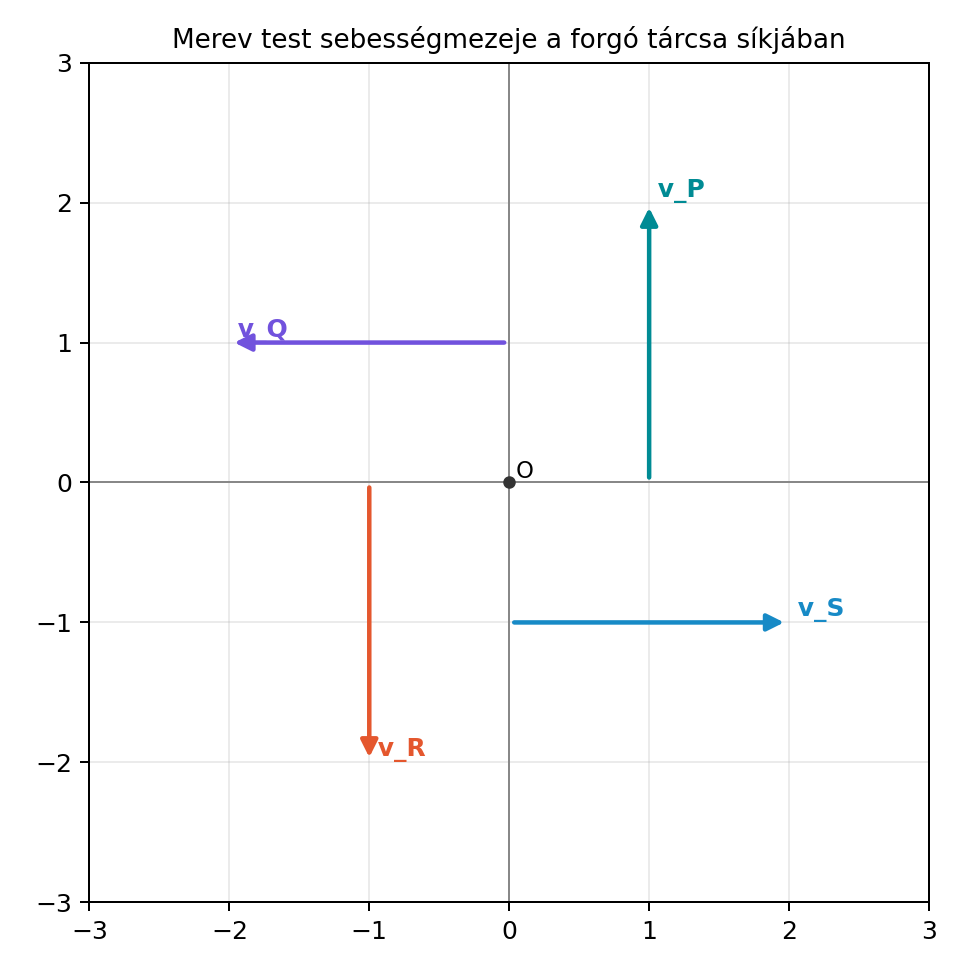 Merev test sebességmezeje a forgó tárcsa síkjában
3
2
v_P
v_Q
1
O
0
−1
v_S
v_R
−2
−3
−3 −2 −1 0 1 2 3